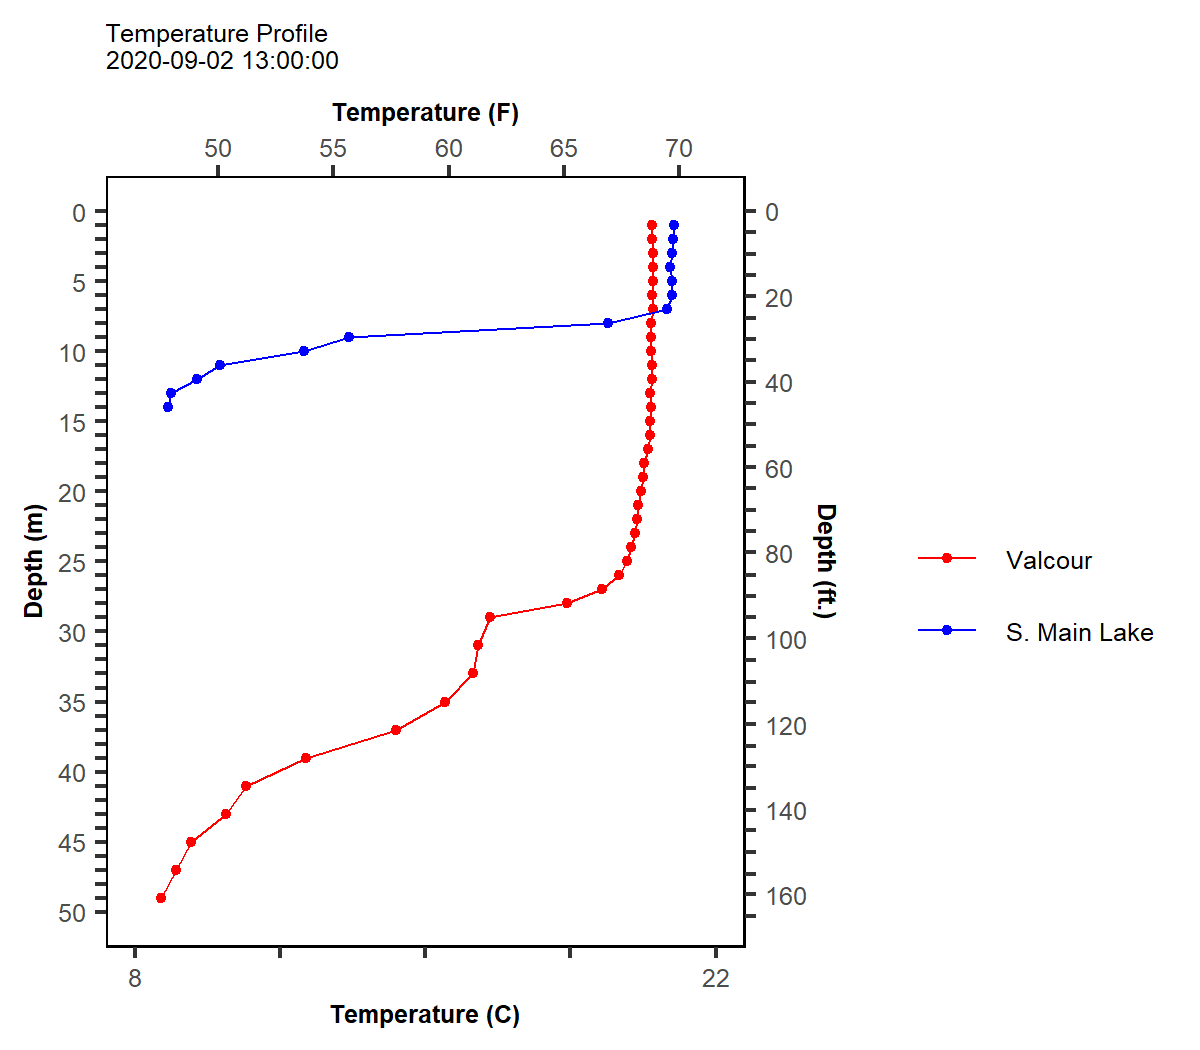 Temperature Profile
2020-09-02 13:00:00
Temperature (F)
50 55 60 65 70
0
5
10
15
20
25
30
35
40
45
50
Depth (m)
0
20
40
60
80
100
120
140
160
Depth (ft.)
Valcour
S. Main Lake
8 22
Temperature (C)